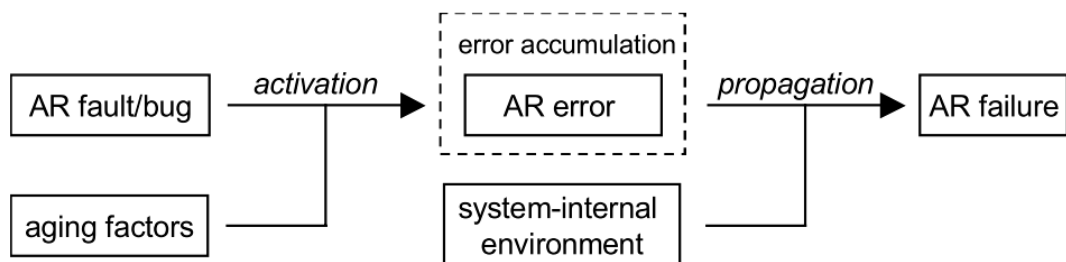 error accumulation
activation
propagation
AR fault/bug
AR error
AR failure
aging factors
system-internal
environment